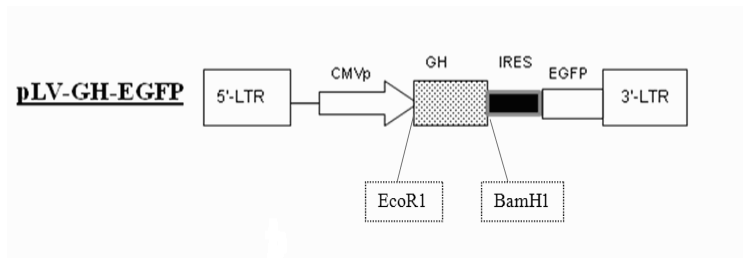 pLV-GH-EGFP
5'-LTR
CMVp
GH
IRES
EGFP
3'-LTR
EcoR1
BamH1